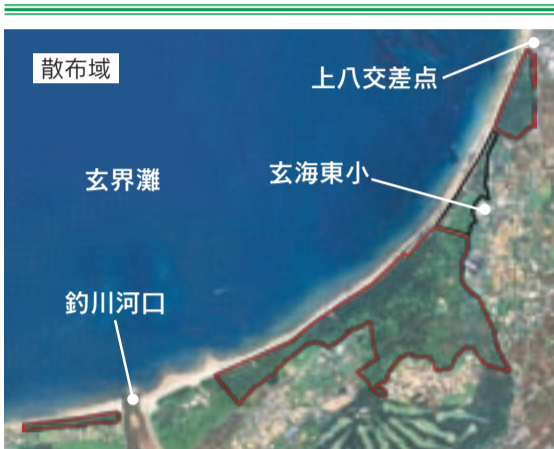 散布域
上八交差点
玄界灘
玄海東小
釣川河口